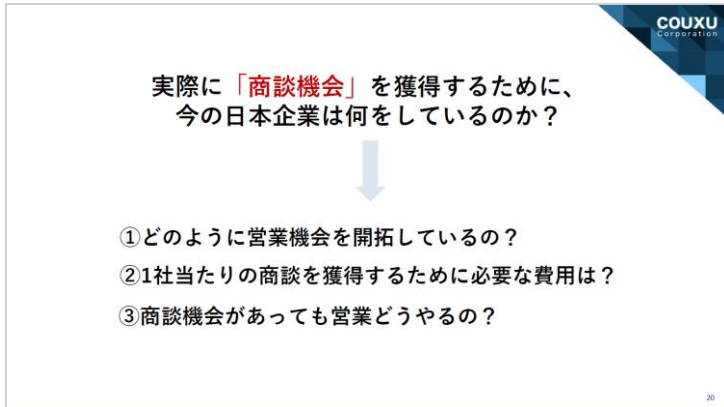 COUXU
Corporation
実際に「商談機会」を獲得するために、
今の日本企業は何をしているのか？
①どのように営業機会を開拓しているの？
②1社当たりの商談を獲得するために必要な費用は？
③商談機会があっても営業どうやるの？
20